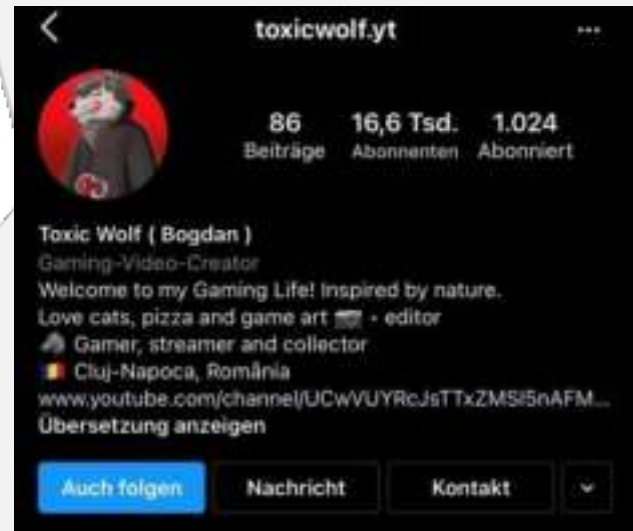 toxicwolf.yt
86 16,6 Tsd. 1.024
Beiträge Abonnenten Abonniert
Toxic Wolf ( Bogdan )
Gaming-Video-Creator
Welcome to my Gaming Life! Inspired by nature.
Love cats, pizza and game art - editor
Gamer, streamer and collector
Cluj-Napoca, România
www.youtube.com/channel/
Übersetzung anzeigen
Auch folgen Nachricht Kontakt